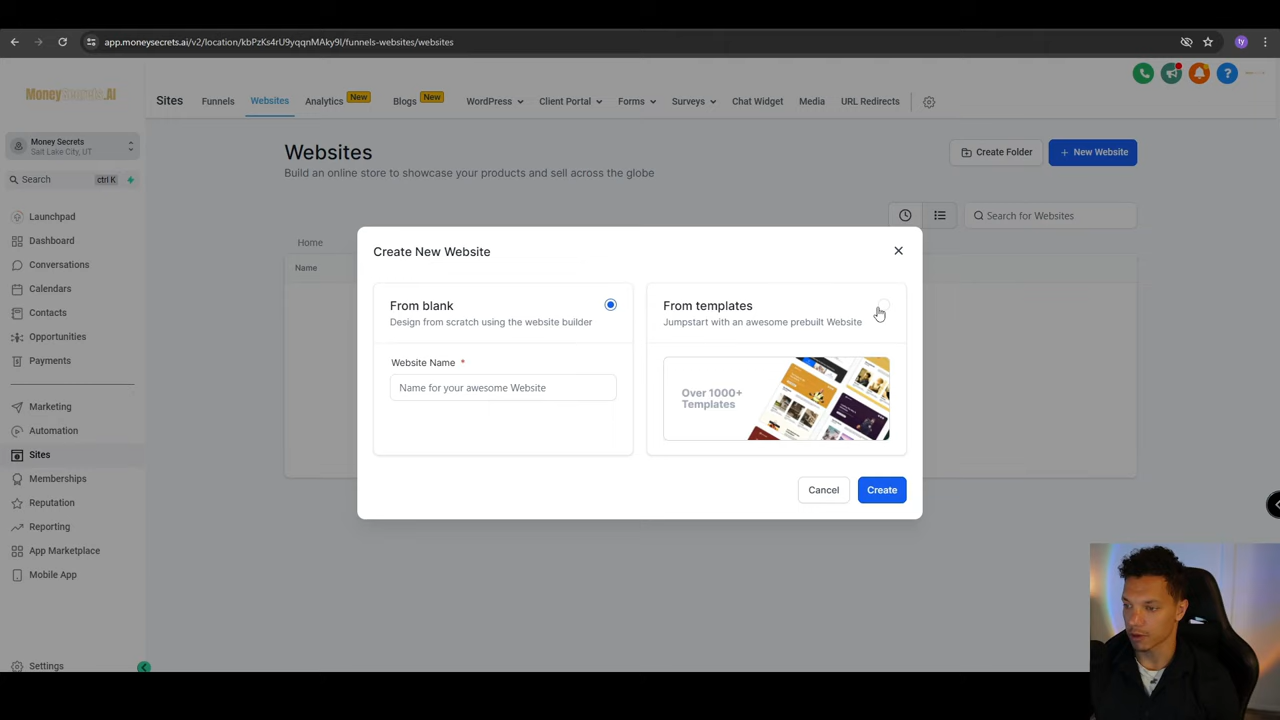 app.moneysecrets.ai/v2/location/kbPzKs4rU9yqqnMAky9l/funnels-websites/websites
ty
MoneySecrets.AI
Sites
Funnels
Websites
Analytics
New
Blogs
New
WordPress
Client Portal
Forms
Surveys
Chat Widget
Media
URL Redirects
Money Secrets
Salt Lake City, UT
Search
ctrl K
Launchpad
Dashboard
Conversations
Calendars
Contacts
Opportunities
Payments
Marketing
Automation
Sites
Memberships
Reputation
Reporting
App Marketplace
Mobile App
Settings
Websites
Build an online store to showcase your products and sell across the globe
Create Folder
+ New Website
Search for Websites
Home
Name
Create New Website
From blank
Design from scratch using the website builder
Website Name *
Name for your awesome Website
From templates
Jumpstart with an awesome prebuilt Website
Over 1000+
Templates
Cancel
Create